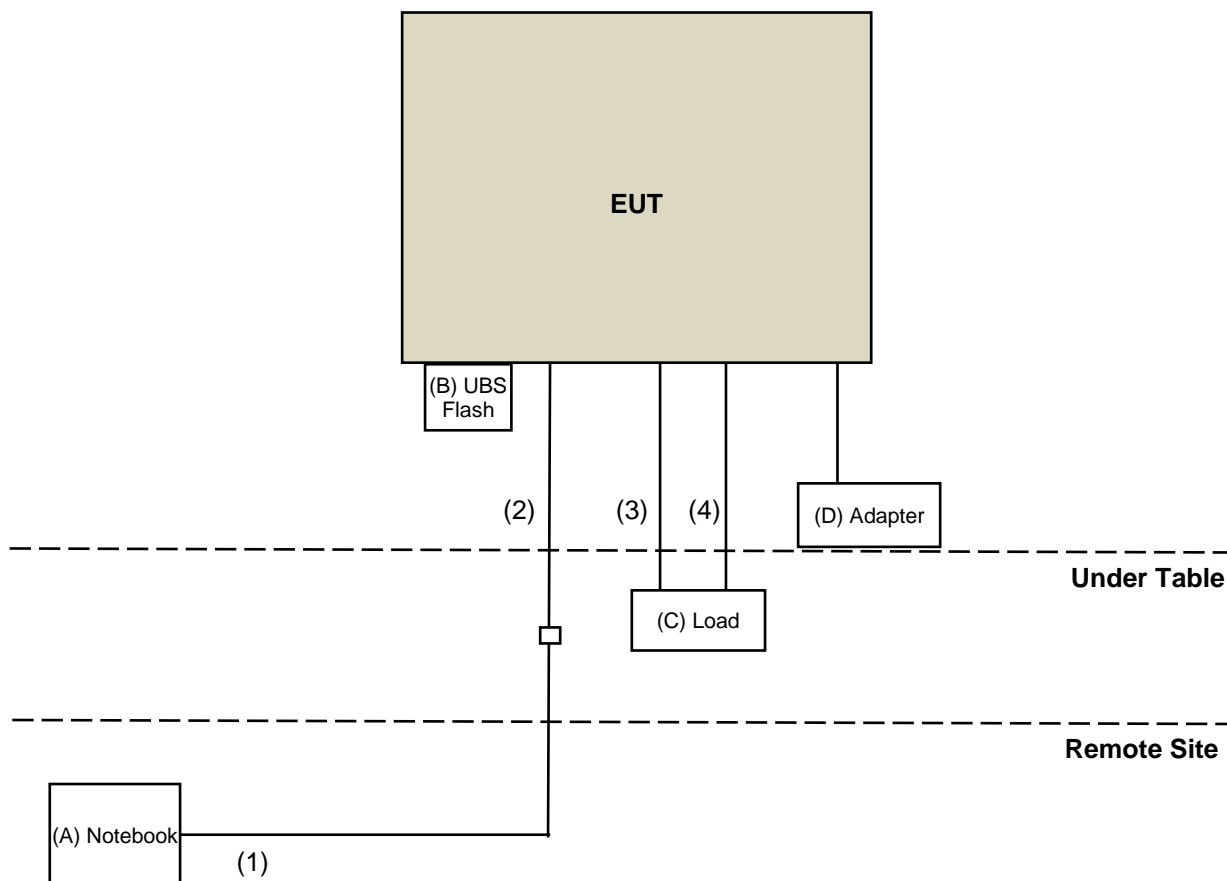 EUT
(B) UBS
Flash
(2)
(3)
(4)
(D) Adapter
Under Table
(C) Load
Remote Site
(A) Notebook
(1)